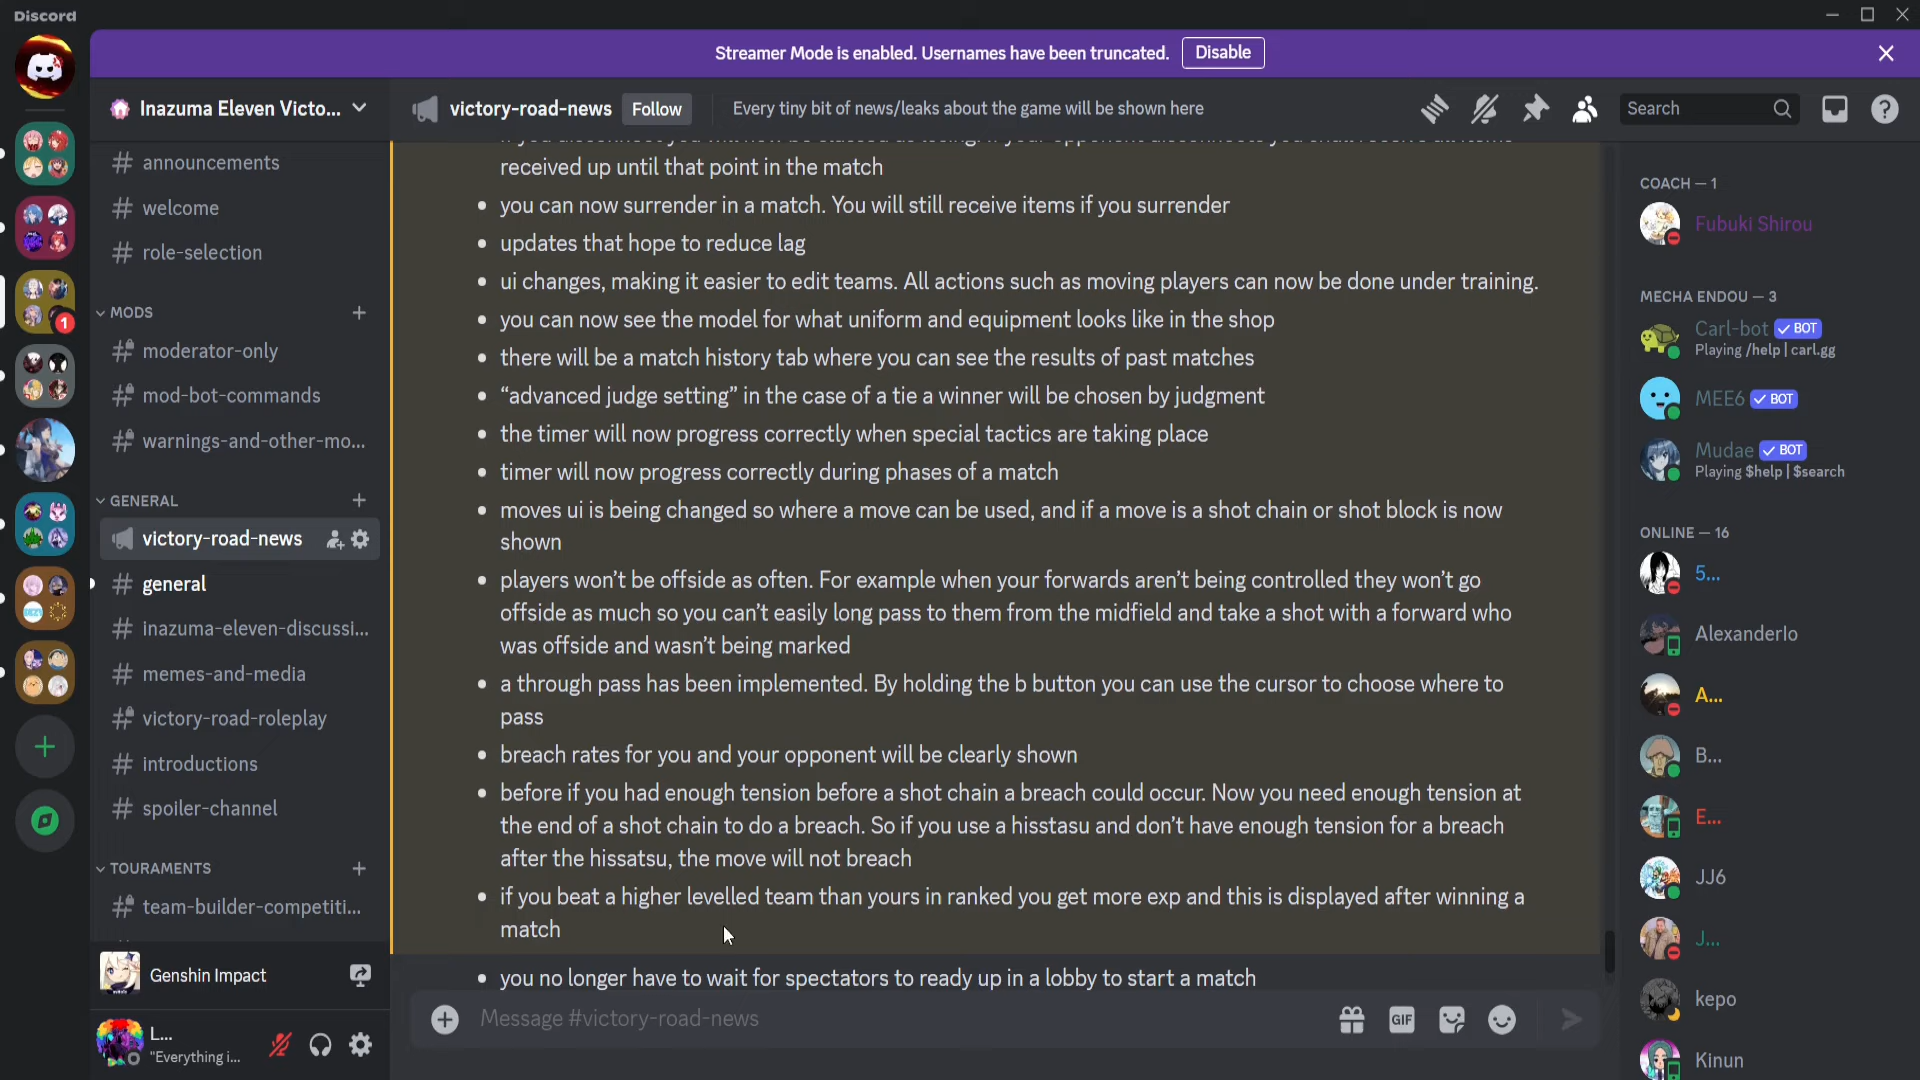 Discord
Streamer Mode is enabled. Usernames have been truncated. Disable
Inazuma Eleven Victo...
victory-road-news Follow Every tiny bit of news/leaks about the game will be shown here
Search
announcements
welcome
role-selection
MODS
moderator-only
mod-bot-commands
warnings-and-other-mo...
GENERAL
victory-road-news
general
inazuma-eleven-discussi...
memes-and-media
victory-road-roleplay
introductions
spoiler-channel
TOURAMENTS
team-builder-competiti...
1
Genshin Impact
L...
"Everything i...
received up until that point in the match
• you can now surrender in a match. You will still receive items if you surrender
• updates that hope to reduce lag
• ui changes, making it easier to edit teams. All actions such as moving players can now be done under training.
• you can now see the model for what uniform and equipment looks like in the shop
• there will be a match history tab where you can see the results of past matches
• “advanced judge setting” in the case of a tie a winner will be chosen by judgment
• the timer will now progress correctly when special tactics are taking place
• timer will now progress correctly during phases of a match
• moves ui is being changed so where a move can be used, and if a move is a shot chain or shot block is now
shown
• players won’t be offside as often. For example when your forwards aren’t being controlled they won’t go
offside as much so you can’t easily long pass to them from the midfield and take a shot with a forward who
was offside and wasn’t being marked
• a through pass has been implemented. By holding the b button you can use the cursor to choose where to
pass
• breach rates for you and your opponent will be clearly shown
• before if you had enough tension before a shot chain a breach could occur. Now you need enough tension at
the end of a shot chain to do a breach. So if you use a hisstasu and don’t have enough tension for a breach
after the hissatsu, the move will not breach
• if you beat a higher levelled team than yours in ranked you get more exp and this is displayed after winning a
match
• you no longer have to wait for spectators to ready up in a lobby to start a match
Message #victory-road-news
GIF
COACH — 1
Fubuki Shirou
MECHA ENDOU — 3
Carl-bot ✓ BOT
Playing /help | carl.gg
MEE6 ✓ BOT
Mudae ✓ BOT
Playing $help | $search
ONLINE — 16
5...
Alexanderlo
A...
B...
E...
JJ6
J...
kepo
Kinun